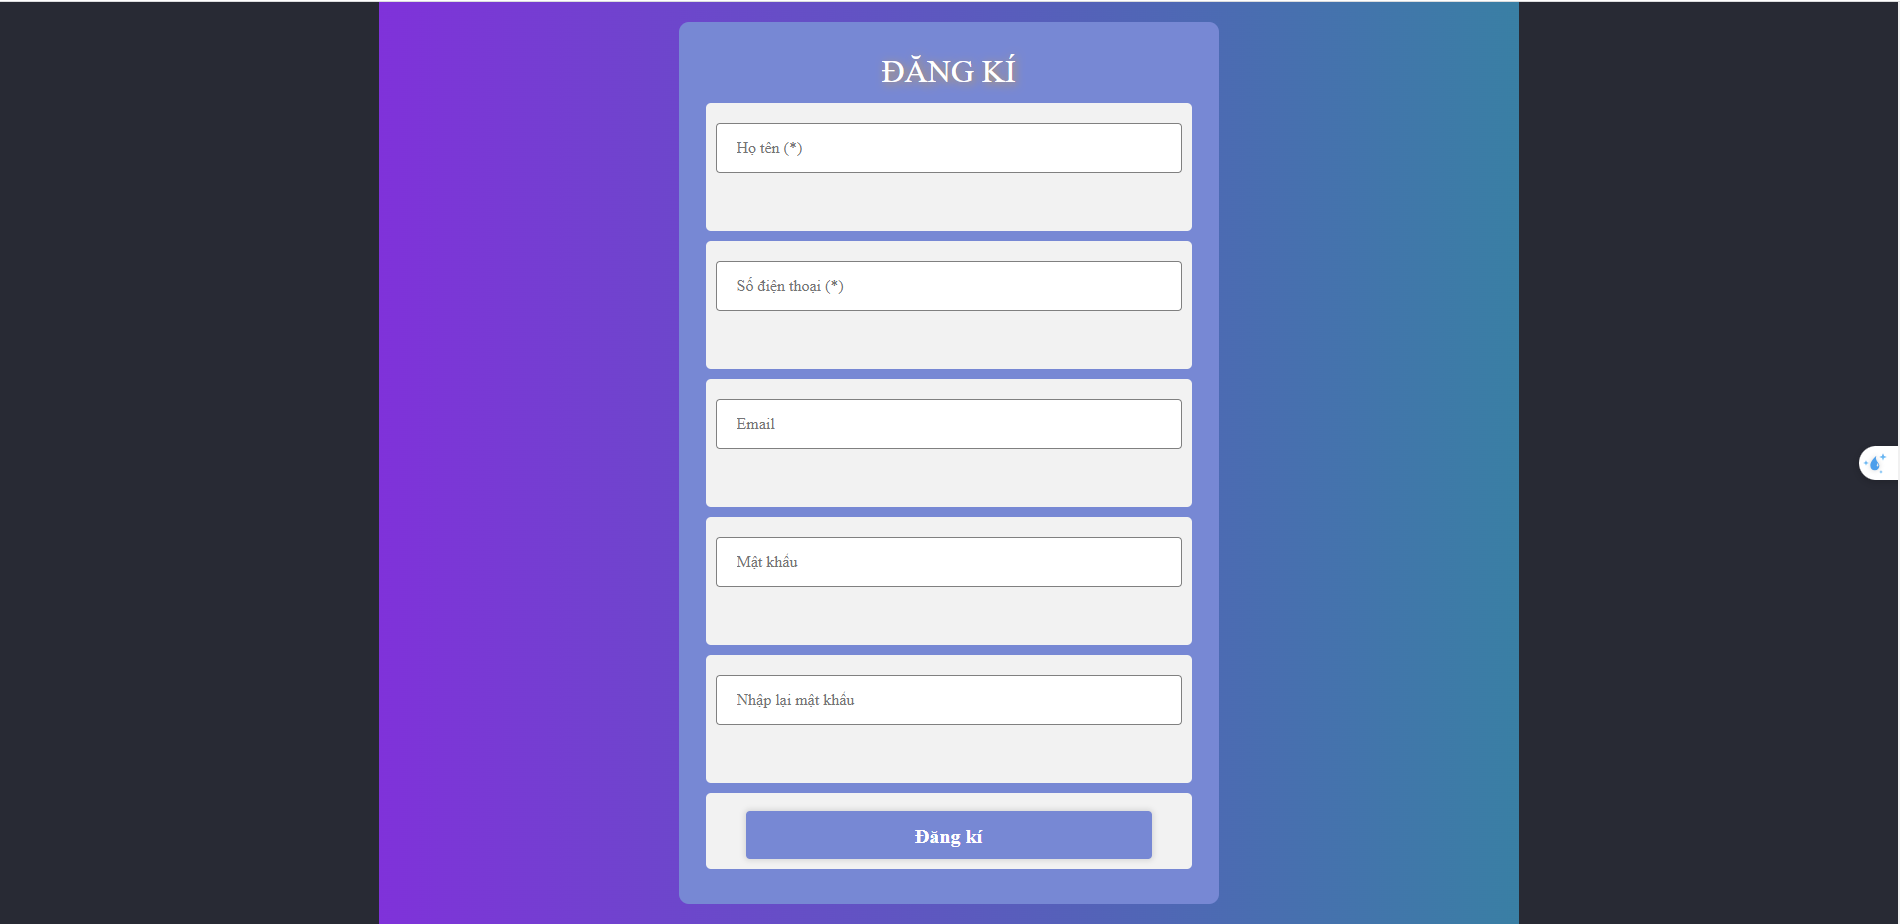 ĐĂNG KÍ
Họ tên (*)
Số điện thoại (*)
Email
Mật khẩu
Nhập lại mật khẩu
Đăng kí